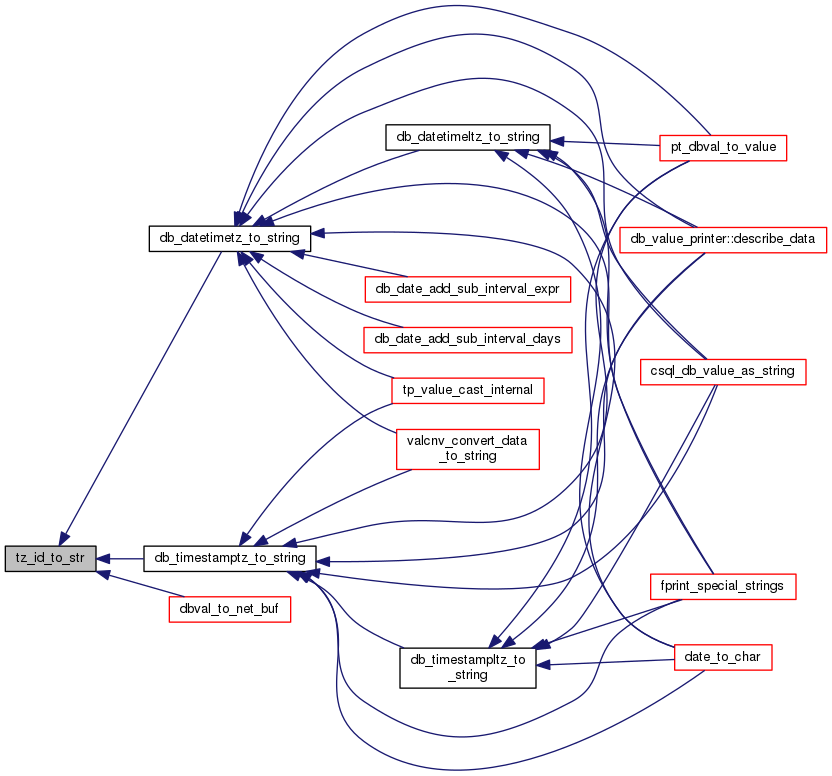 db_datetimeltz_to_string
pt_dbval_to_value
db_datetimetz_to_string
db_value_printer::describe_data
db_date_add_sub_interval_expr
db_date_add_sub_interval_days
csql_db_value_as_string
tp_value_cast_internal
valcnv_convert_data
_to_string
tz_id_to_str
db_timestamptz_to_string
fprint_special_strings
dbval_to_net_buf
db_timestampltz_to
_string
date_to_char